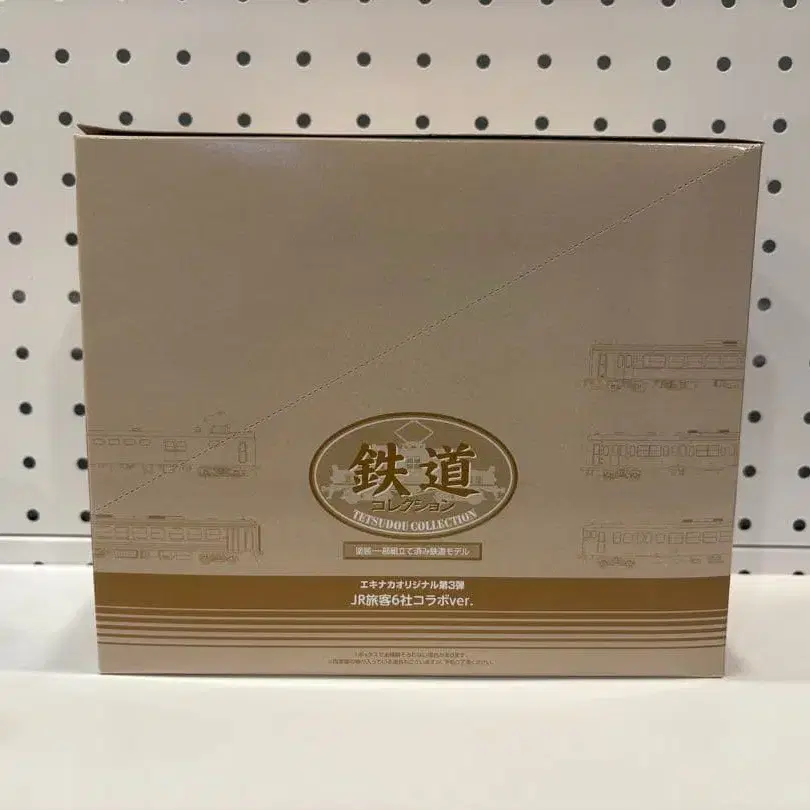 鉄道
コレクション
TETSUDOU COLLECTION
塗装一部組立て済み鉄道モデル
エキナカオリジナル第3弾
JR旅客6社コラボver.